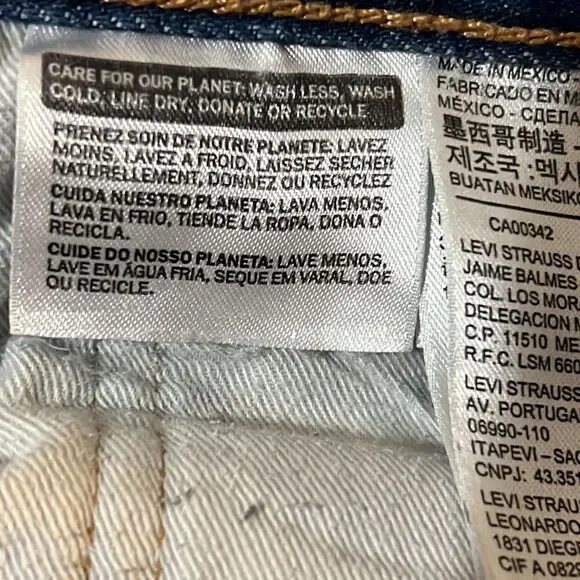 CARE FOR OUR PLANET: WASH LESS, WASH
COLD, LINE DRY, DONATE OR RECYCLE
PRENEZ SOIN DE NOTRE PLANETE: LAVEZ
MOINS, LAVEZ A FROID, LAISSEZ SECHER
NATURELLEMENT, DONNEZ OU RECYCLEZ
CUIDA NUESTRO PLANETA: LAVA MENOS,
LAVA EN FRIO, TIENDE LA ROPA, DONA O
RECICLA.
CUIDE DO NOSSO PLANETA: LAVE MENOS,
LAVE EM ÁGUA FRIA, SEQUE EM VARAL, DOE
OU RECICLE.
MADE IN MEXICO -
FABRICADO EN M
MÉXICO - СДЕЛА
墨西哥制造 -
제조국 :멕시
BUATAN MEKSIK
CA00342
LEVI STRAUSS D
JAIME BALMES
COL. LOS MOR
DELEGACION M
C.P. 11510 ME
R.F.C. LSM 660
LEVI STRAUSS
AV. PORTUGA
06990-110
ITAPEVI – SAO
CNPJ: 43.351
LEVI STRAU
LEONARDO
1831 DIEGE
CIF A 0823